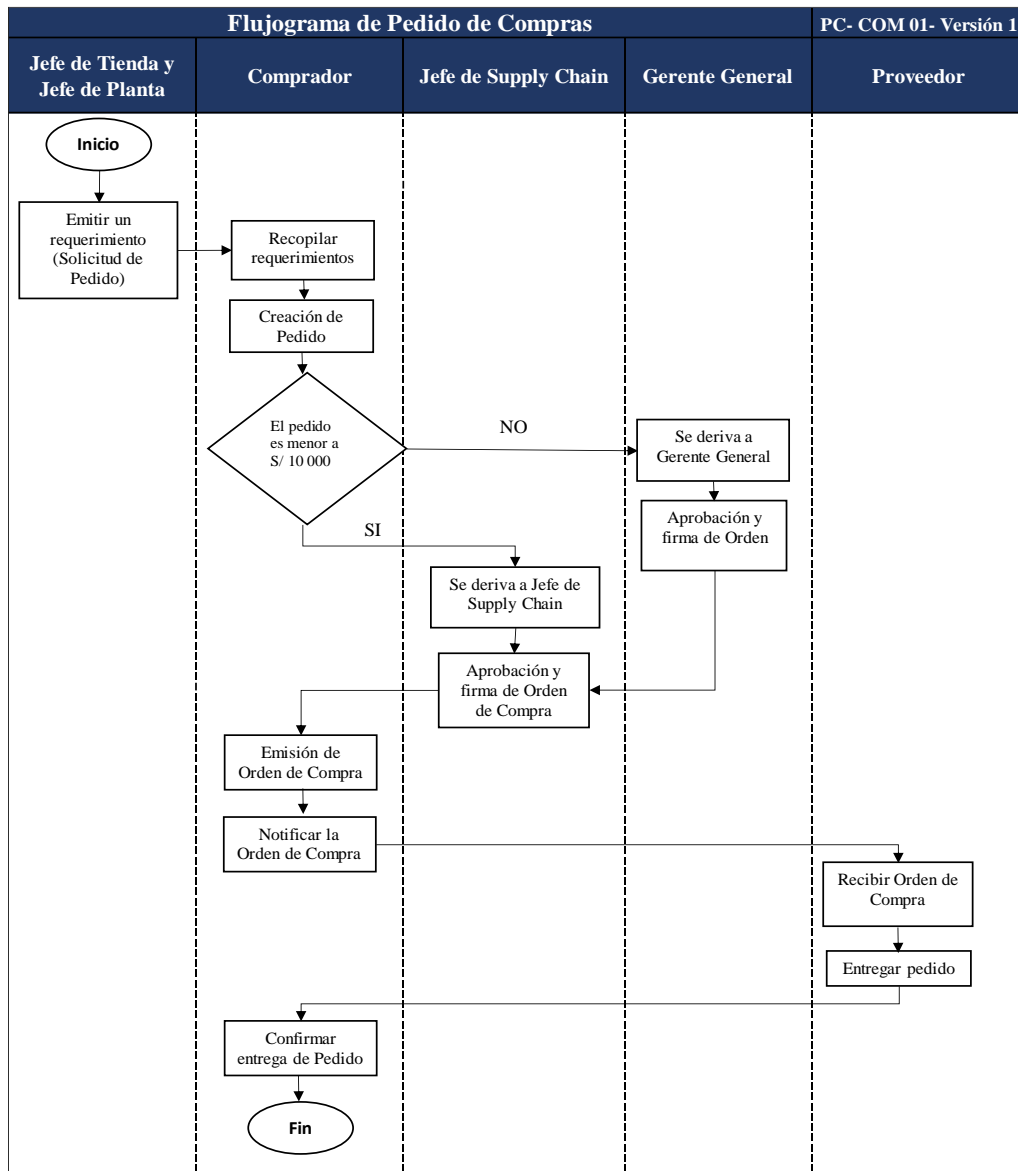 Flujograma de Pedido de Compras
PC- COM 01- Versión 1
Jefe de Tienda y
Jefe de Planta
Comprador
Jefe de Supply Chain
Gerente General
Proveedor
Inicio
Emitir un
requerimiento
(Solicitud de
Pedido)
Recopilar
requerimientos
Creación de
Pedido
El pedido
es menor a
S/ 10 000
NO
Se deriva a
Gerente General
Aprobación y
firma de Orden
SI
Se deriva a Jefe de
Supply Chain
Aprobación y
firma de Orden
de Compra
Emisión de
Orden de Compra
Notificar la
Orden de Compra
Recibir Orden de
Compra
Entregar pedido
Confirmar
entrega de Pedido
Fin